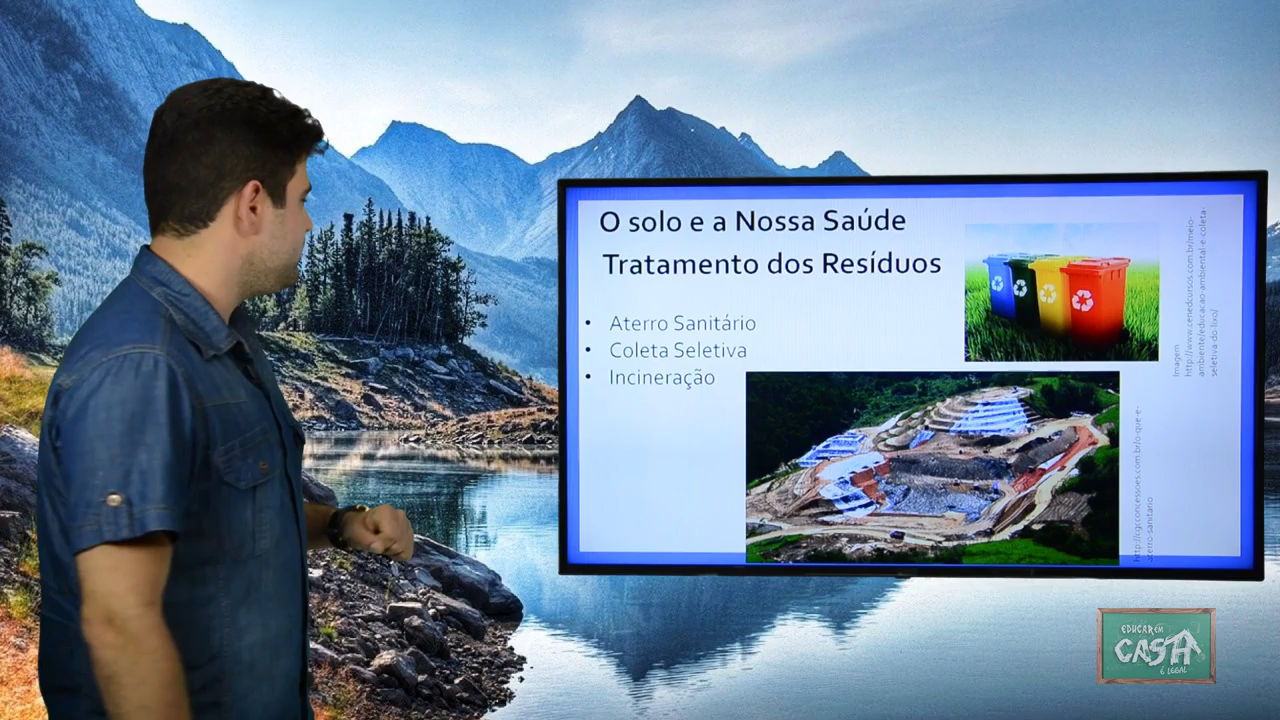 O solo e a Nossa Saúde
Tratamento dos Resíduos
• Aterro Sanitário
• Coleta Seletiva
• Incineração
Imagem
http://www.cenedcursos.com.br/meio-
ambiente/educacao-ambiental-e-coleta-
seletiva-do-lixo/
http://cgcconcessoes.com.br/o-que-e-
aterro-sanitario
EDUCAR EM
CASA
É LEGAL